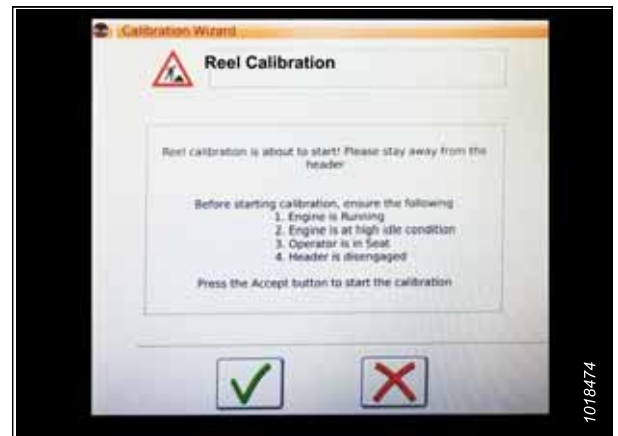 Calibration Wizard
Reel Calibration
Reel calibration is about to start! Please stay away from the
header
Before starting calibration, ensure the following
1. Engine is Running
2. Engine is at high idle condition
3. Operator is in Seat
4. Header is disengaged
Press the Accept button to start the calibration
1018474